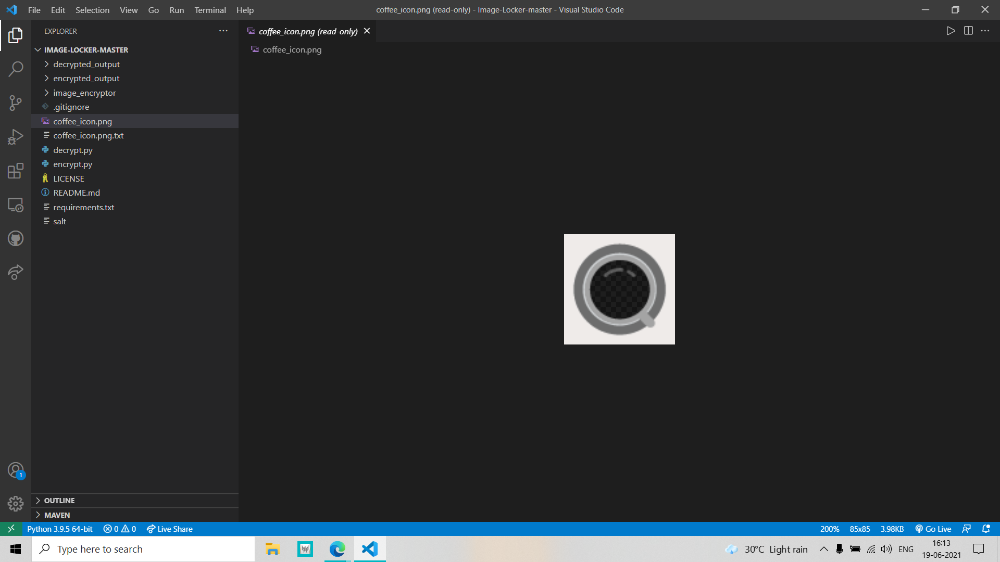 File Edit Selection View Go Run Terminal Help
coffee_icon.png (read-only) - Image-Locker-master - Visual Studio Code
EXPLORER
coffee_icon.png (read-only)
IMAGE-LOCKER-MASTER
coffee_icon.png
decrypted_output
encrypted_output
image_encryptor
.gitignore
coffee_icon.png
coffee_icon.png.txt
decrypt.py
encrypt.py
LICENSE
README.md
requirements.txt
salt
1
OUTLINE
MAVEN
Python 3.9.5 64-bit 0 0 Live Share 200% 85x85 3.98KB Go Live
Type here to search
30°C Light rain ENG
16:13
19-06-2021